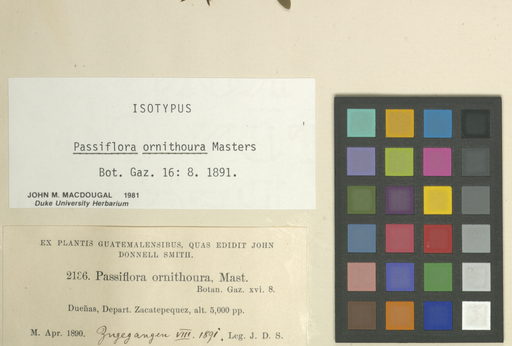 ISOTYPUS
Passiflora ornithoura Masters
Bot. Gaz. 16: 8. 1891.
JOHN M. MACDOUGAL 1981
Duke University Herbarium
EX PLANTIS GUATEMALENSIBUS, QUAS EDIDIT JOHN
DONNELL SMITH.
2136. Passiflora ornithoura, Mast.
Botan. Gaz. xvi. 8.
Dueñas, Depart. Zacatepequez, alt. 5,000 pp.
M. Apr. 1890. Eingegangen VIII. 1891. Leg. J. D. S.